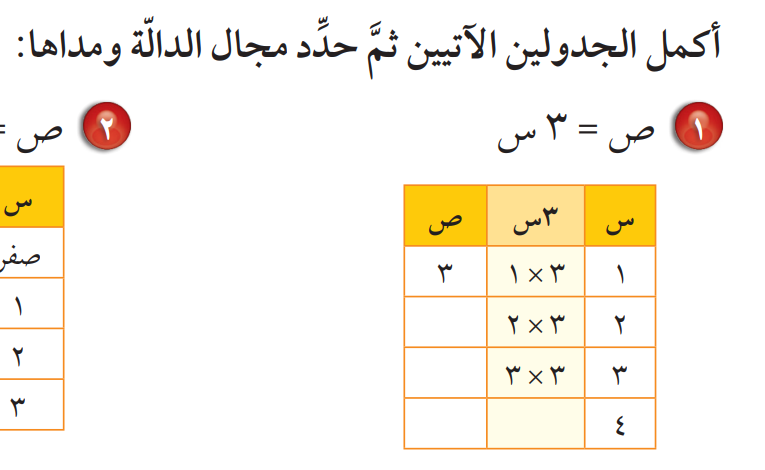 أكمل الجدولين الآتيين ثمَّ حدِّد مجال الدالّة ومداها:
١ ص = ٣ س
س ٣س ص
١ ٣ × ١ ٣
٢ ٣ × ٢
٣ ٣ × ٣
٤
٢ ص =
س
صفر
١
٢
٣